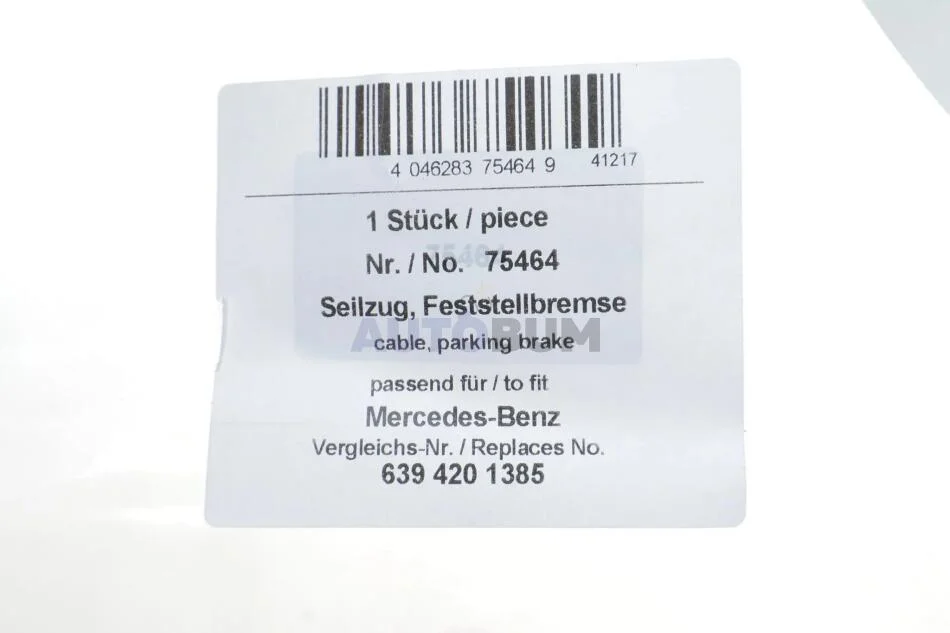 4 046283 75464 9 41217
1 Stück / piece
Nr. / No. 75464
Seilzug, Feststellbremse
AUTOBUM
cable, parking brake
passend für / to fit
Mercedes-Benz
Vergleichs-Nr. / Replaces No.
639 420 1385